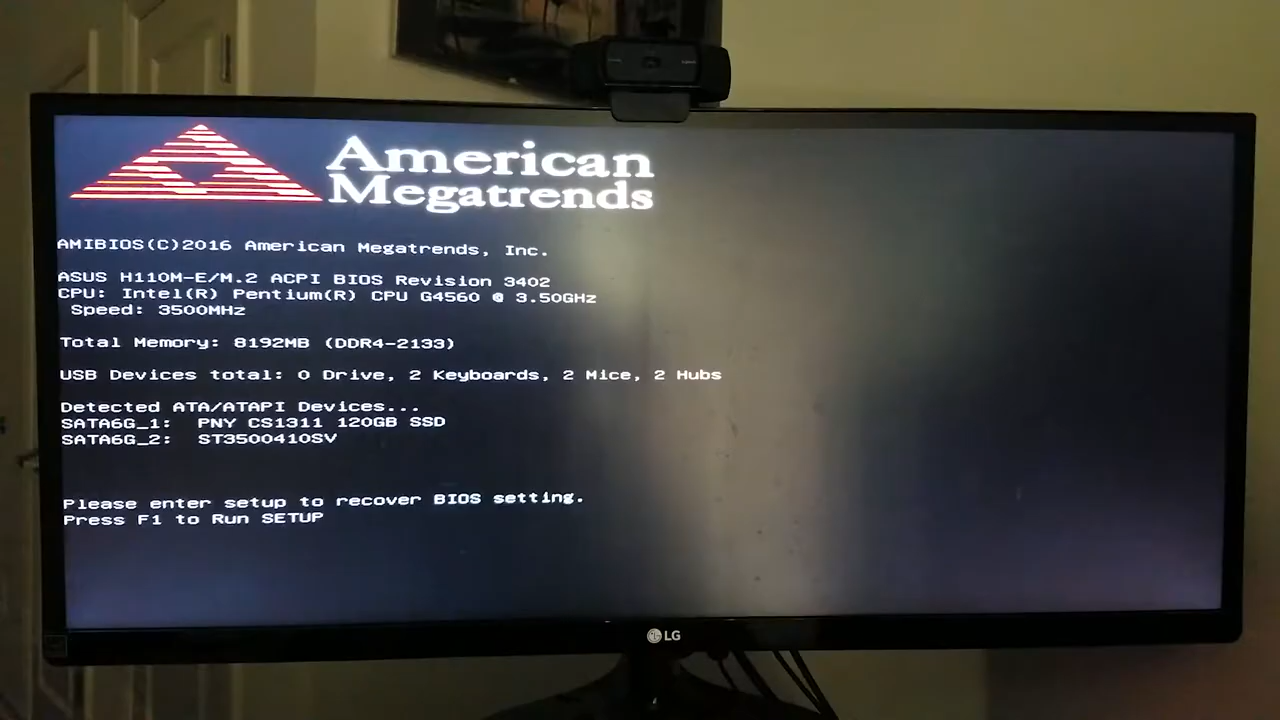 American
Megatrends
AMIBIOS(C)2016 American Megatrends, Inc.
ASUS H110M-E/M.2 ACPI BIOS Revision 3402
CPU: Intel(R) Pentium(R) CPU G4560 @ 3.50GHz
Speed: 3500MHz
Total Memory: 8192MB (DDR4-2133)
USB Devices total: 0 Drive, 2 Keyboards, 2 Mice, 2 Hubs
Detected ATA/ATAPI Devices...
SATA6G_1: PNY CS1311 120GB SSD
SATA6G_2: ST3500410SV
Please enter setup to recover BIOS setting.
Press F1 to Run SETUP
LG